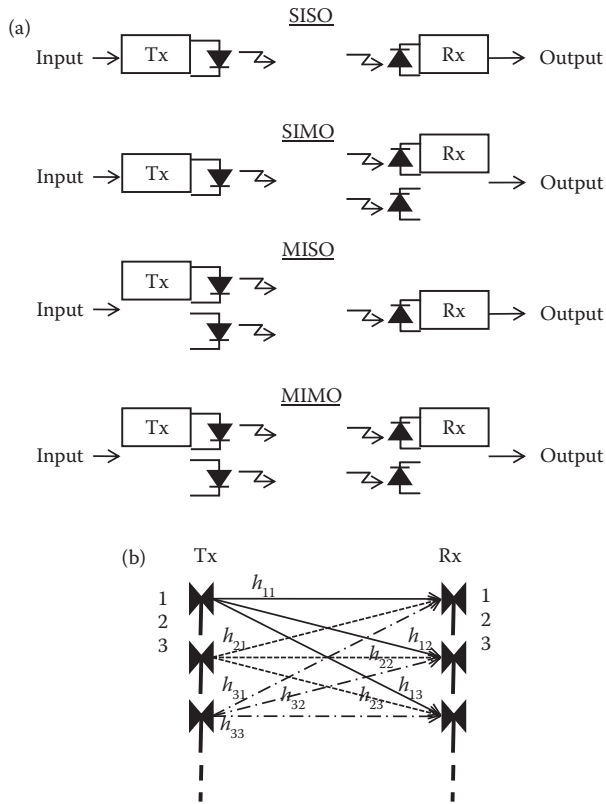 (a)
SISO
Input Tx Rx Output
SIMO
Input Tx Rx Output
MISO
Input Tx Rx Output
MIMO
Input Tx Rx Output
(b)
Tx Rx
h11
1 1
2 2
3 3
h21 h12
h22
h31 h32 h23 h13
h33